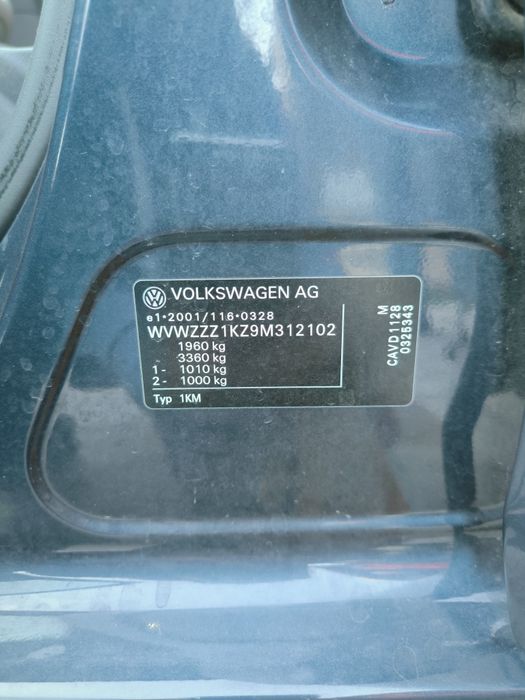 VOLKSWAGEN AG
e1*2001/116*0328
WVWZZZ1KZ9M312102
1960 kg
3360 kg
1- 1010 kg
2- 1000 kg
Typ 1KM
M
CAVD1128
0325343